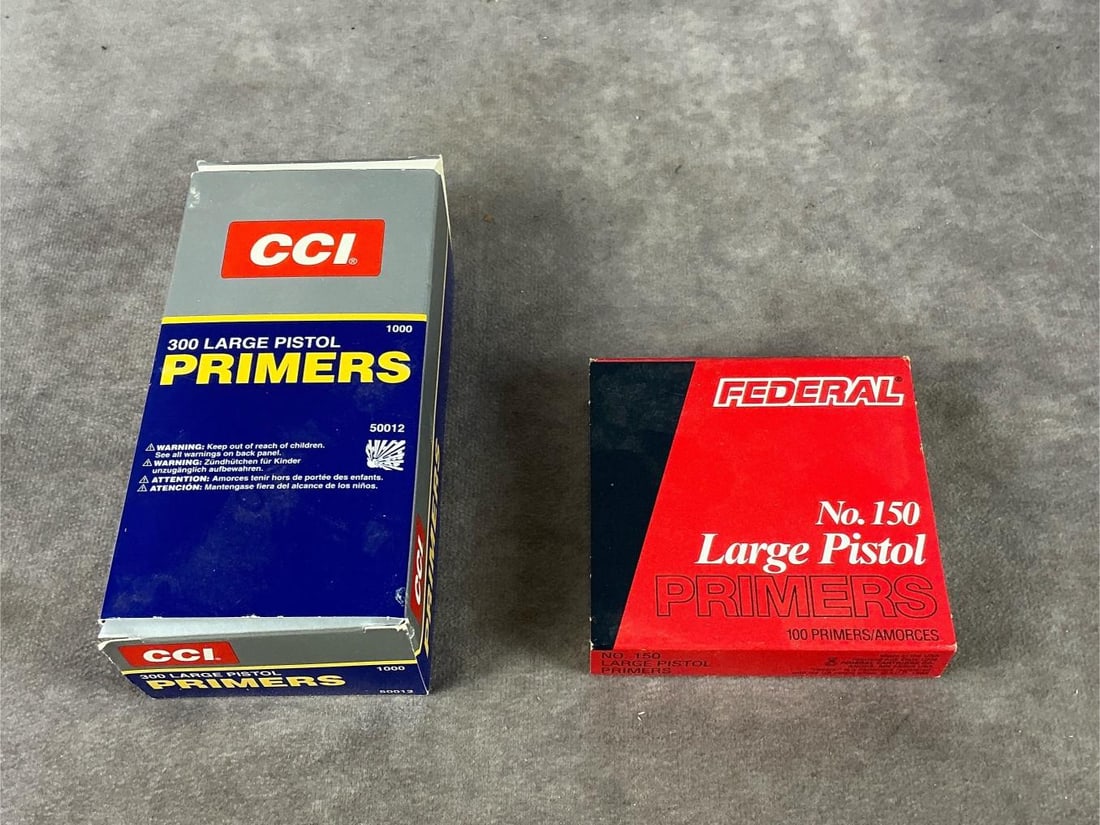 CCI®
1000
300 LARGE PISTOL
PRIMERS
50012
⚠ WARNING: Keep out of reach of children.
See all warnings on back panel.
⚠ WARNING: Zündhütchen für Kinder
unzugänglich aufbewahren.
⚠ ATTENTION: Amorces tenir hors de portée des enfants.
⚠ ATENCIÓN: Mantengase fiera del alcance de los niños.
CCI
PRIMERS
CCI.
1000
300 LARGE PISTOL
PRIMERS
50012
FEDERAL®
No. 150
Large Pistol
PRIMERS
100 PRIMERS/AMORCES
NO. 150
LARGE PISTOL
PRIMERS